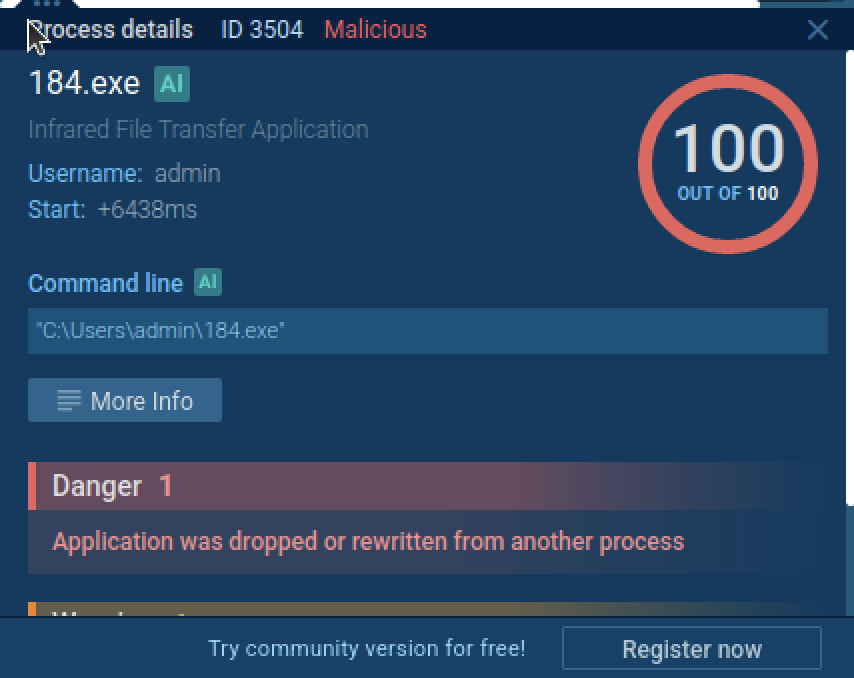 Process details ID 3504 Malicious
184.exe AI
Infrared File Transfer Application
Username: admin
Start: +6438ms
100
OUT OF 100
Command line AI
"C:\Users\admin\184.exe"
More Info
Danger 1
Application was dropped or rewritten from another process
Try community version for free! Register now